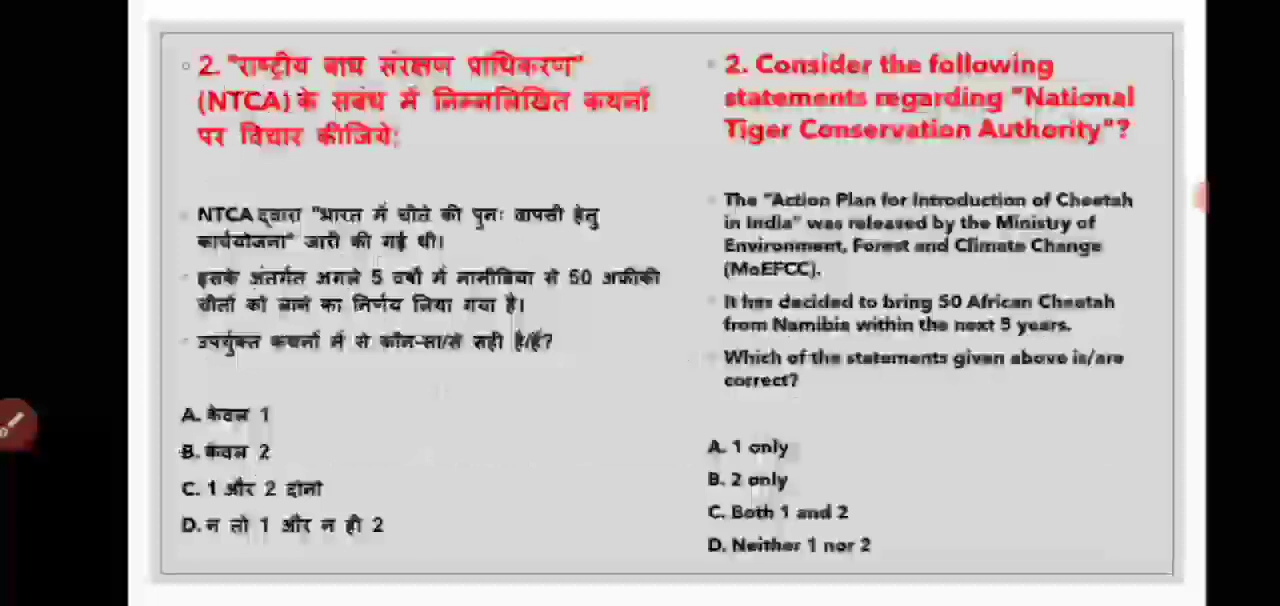 2. "राष्ट्रीय बाघ संरक्षण प्राधिकरण"
(NTCA) के सबंध में निम्नलिखित कथनों
पर विचार कीजिये;
NTCA द्वारा "भारत में चीते की पुनः वापसी हेतु
कार्ययोजना" जारी की गई थी।
इसके अंतर्गत अगले 5 वर्षों में नामीबिया से 50 अफ्रीकी
चीतों को लाने का निर्णय लिया गया है।
उपर्युक्त कथनों में से कौन-सा/से सही है/हैं?
A. केवल 1
B. केवल 2
C. 1 और 2 दोनों
D. न तो 1 और न ही 2
2. Consider the following
statements regarding "National
Tiger Conservation Authority"?
The "Action Plan for Introduction of Cheetah
in India" was released by the Ministry of
Environment, Forest and Climate Change
(MoEFCC).
It has decided to bring 50 African Cheetah
from Namibia within the next 5 years.
Which of the statements given above is/are
correct?
A. 1 only
B. 2 only
C. Both 1 and 2
D. Neither 1 nor 2